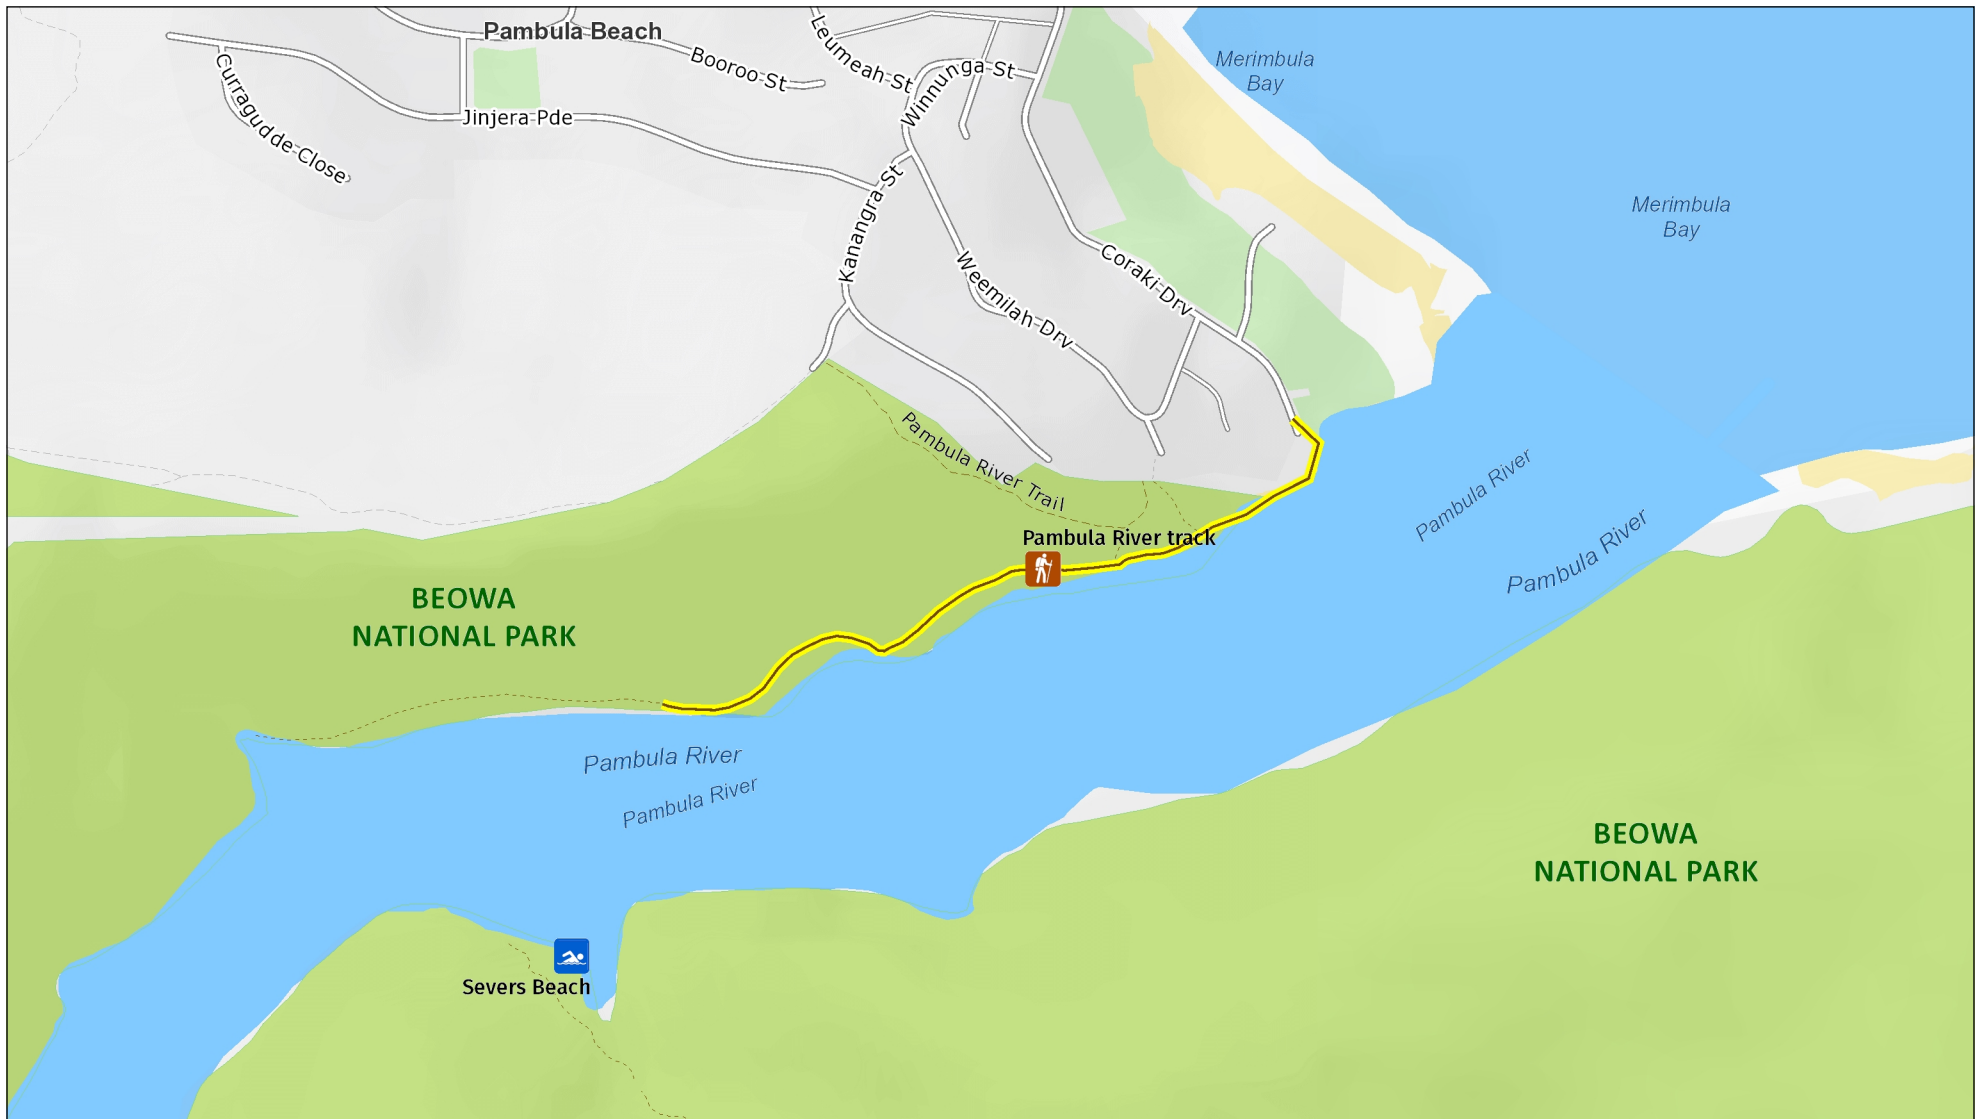 Pambula Beach
Leumeah St
Booroo St
Winnunga St
Merimbula
Bay
Curragudde Close
Jinjera Pde
Kanangra St
Merimbula
Bay
Weemilah Drv
Coraki Drv
Pambula River Trail
Pambula River
Pambula River track
Pambula River
BEOWA
NATIONAL PARK
Pambula River
Pambula River
BEOWA
NATIONAL PARK
Severs Beach